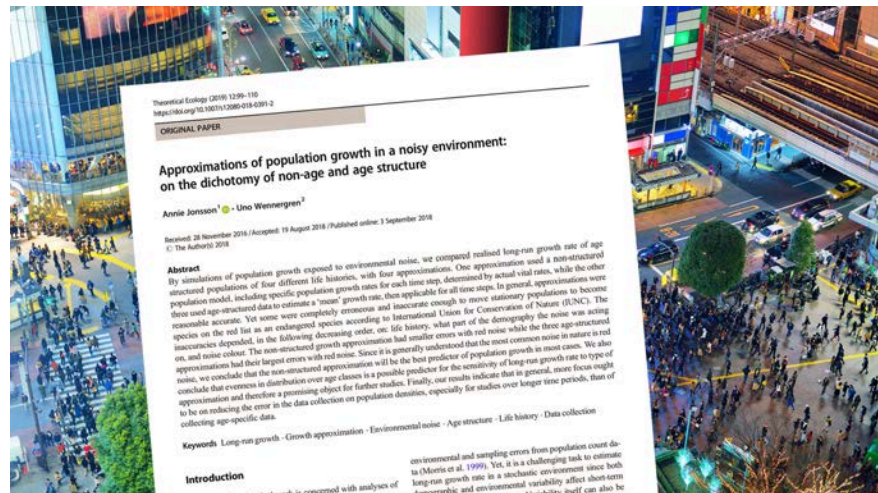 Theoretical Ecology (2019) 12:99–110
https://doi.org/10.1007/s12080-018-0391-2
ORIGINAL PAPER
Approximations of population growth in a noisy environment:
on the dichotomy of non-age and age structure
Annie Jonsson1 · Uno Wennergren2
Received: 28 November 2016 / Accepted: 19 August 2018 / Published online: 3 September 2018
© The Author(s) 2018
Abstract
By simulations of population growth exposed to environmental noise, we compared realised long-run growth rate of age
structured populations of four different life histories, with four approximations. One approximation used a non-structured
population model, including specific population growth rates for each time step, determined by actual vital rates, while the other
three used age-structured data to estimate a ‘mean’ growth rate, then applicable for all time steps. In general, approximations were
reasonable accurate. Yet some were completely erroneous and inaccurate enough to move stationary populations to become
species on the red list as an endangered species according to International Union for Conservation of Nature (IUNC). The
inaccuracies depended, in the following decreasing order, on: life history, what part of the demography the noise was acting
on, and noise colour. The non-structured growth approximation had smaller errors with red noise while the three age-structured
approximations had their largest errors with red noise. Since it is generally understood that the most common noise in nature is red
noise, we conclude that the non-structured approximation will be the best predictor of population growth in most cases. We also
conclude that evenness in distribution over age classes is a possible predictor for the sensitivity of long-run growth rate to type of
approximation and therefore a promising object for further studies. Finally, our results indicate that in general, more focus ought
to be on reducing the error in the data collection on population densities, especially for studies over longer time periods, than of
collecting age-specific data.
Keywords Long-run growth · Growth approximation · Environmental noise · Age structure · Life history · Data collection
Introduction
is concerned with analyses of
environmental and sampling errors from population count da-
ta (Morris et al. 1999). Yet, it is a challenging task to estimate
long-run growth rate in a stochastic environment since both
demographic and environmental variability affect short-term
itself can also be